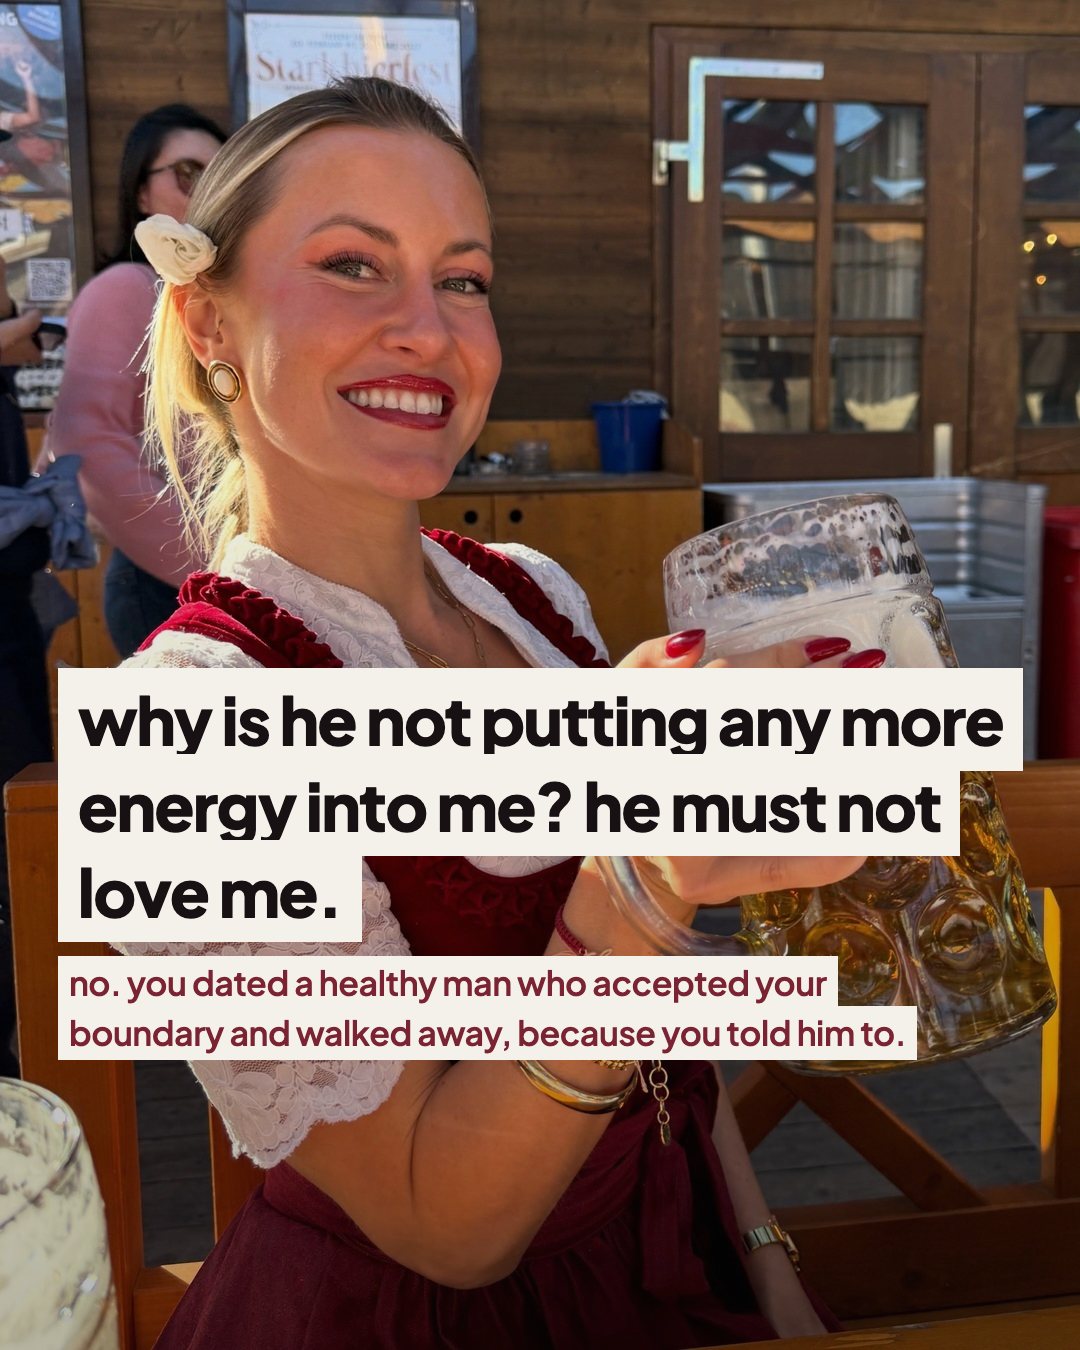 Starkbierfest
why is he not putting any more
energy into me? he must not
love me.
no. you dated a healthy man who accepted your
boundary and walked away, because you told him to.